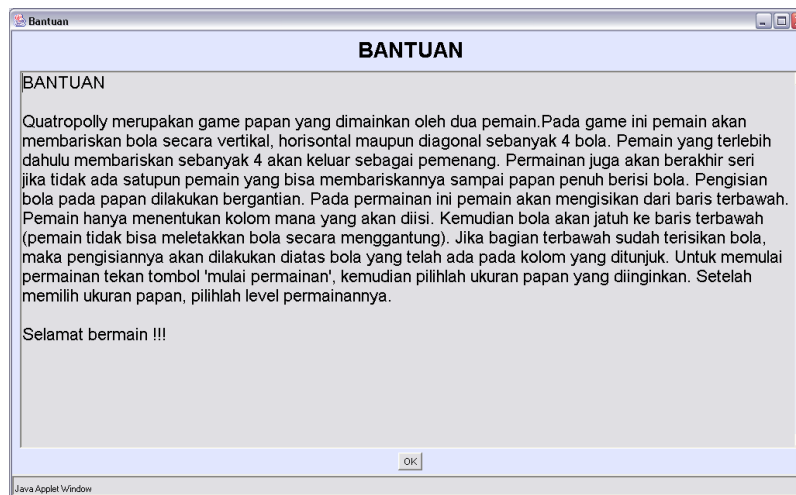 Bantuan
BANTUAN
BANTUAN
Quatropolly merupakan game papan yang dimainkan oleh dua pemain.Pada game ini pemain akan
membariskan bola secara vertikal, horisontal maupun diagonal sebanyak 4 bola. Pemain yang terlebih
dahulu membariskan sebanyak 4 akan keluar sebagai pemenang. Permainan juga akan berakhir seri
jika tidak ada satupun pemain yang bisa membariskannya sampai papan penuh berisi bola. Pengisian
bola pada papan dilakukan bergantian. Pada permainan ini pemain akan mengisikan dari baris terbawah.
Pemain hanya menentukan kolom mana yang akan diisi. Kemudian bola akan jatuh ke baris terbawah
(pemain tidak bisa meletakkan bola secara menggantung). Jika bagian terbawah sudah terisikan bola,
maka pengisiannya akan dilakukan diatas bola yang telah ada pada kolom yang ditunjuk. Untuk memulai
permainan tekan tombol 'mulai permainan', kemudian pilihlah ukuran papan yang diinginkan. Setelah
memilih ukuran papan, pilihlah level permainannya.
Selamat bermain !!!
OK
Java Applet Window